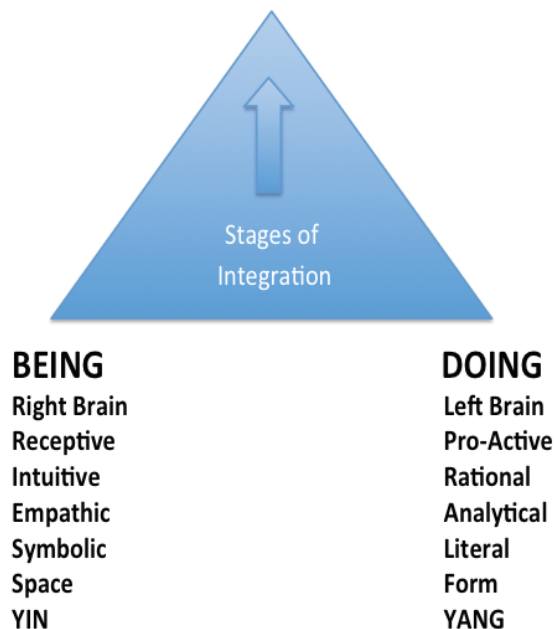 Stages of
Integration
BEING
Right Brain
Receptive
Intuitive
Empathic
Symbolic
Space
YIN
DOING
Left Brain
Pro-Active
Rational
Analytical
Literal
Form
YANG